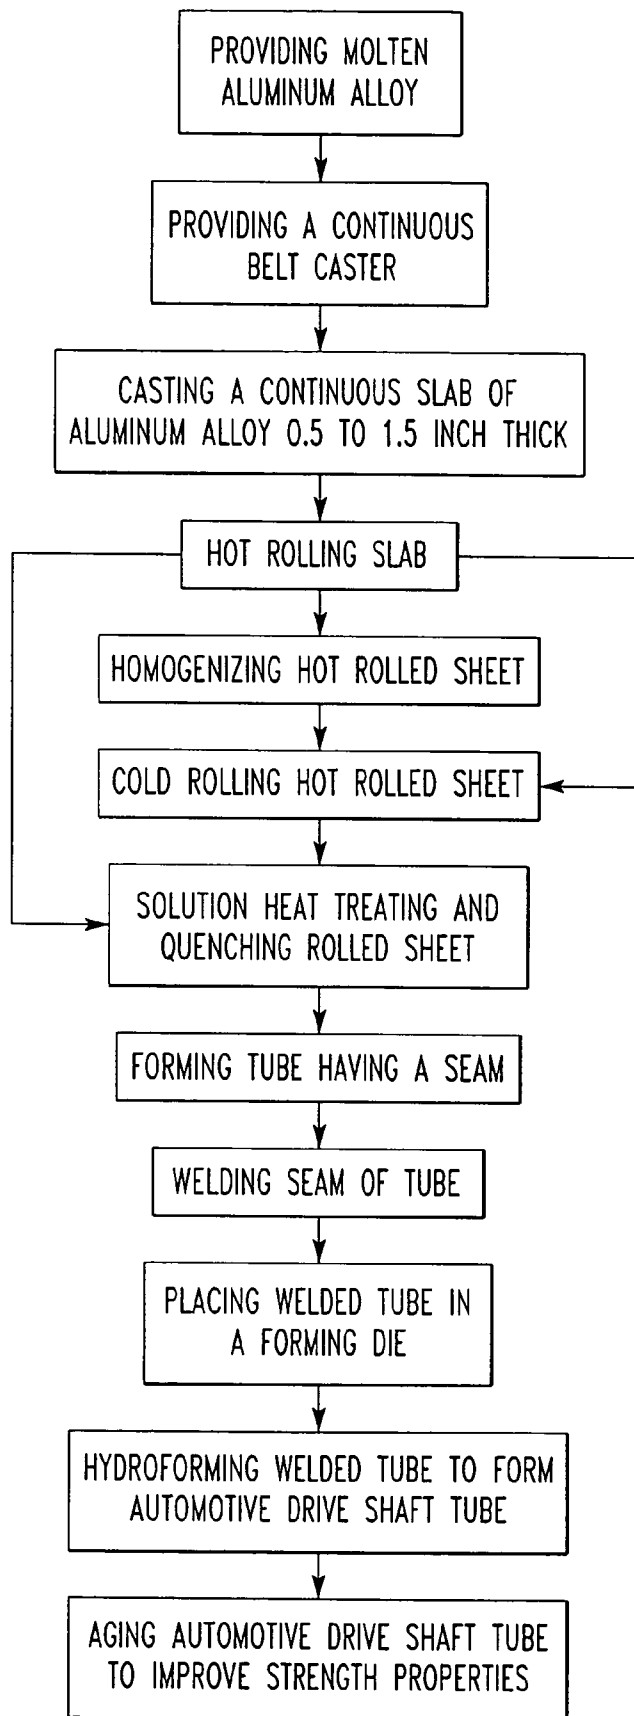 PROVIDING MOLTEN
ALUMINUM ALLOY
PROVIDING A CONTINUOUS
BELT CASTER
CASTING A CONTINUOUS SLAB OF
ALUMINUM ALLOY 0.5 TO 1.5 INCH THICK
HOT ROLLING SLAB
HOMOGENIZING HOT ROLLED SHEET
COLD ROLLING HOT ROLLED SHEET
SOLUTION HEAT TREATING AND
QUENCHING ROLLED SHEET
FORMING TUBE HAVING A SEAM
WELDING SEAM OF TUBE
PLACING WELDED TUBE IN
A FORMING DIE
HYDROFORMING WELDED TUBE TO FORM
AUTOMOTIVE DRIVE SHAFT TUBE
AGING AUTOMOTIVE DRIVE SHAFT TUBE
TO IMPROVE STRENGTH PROPERTIES